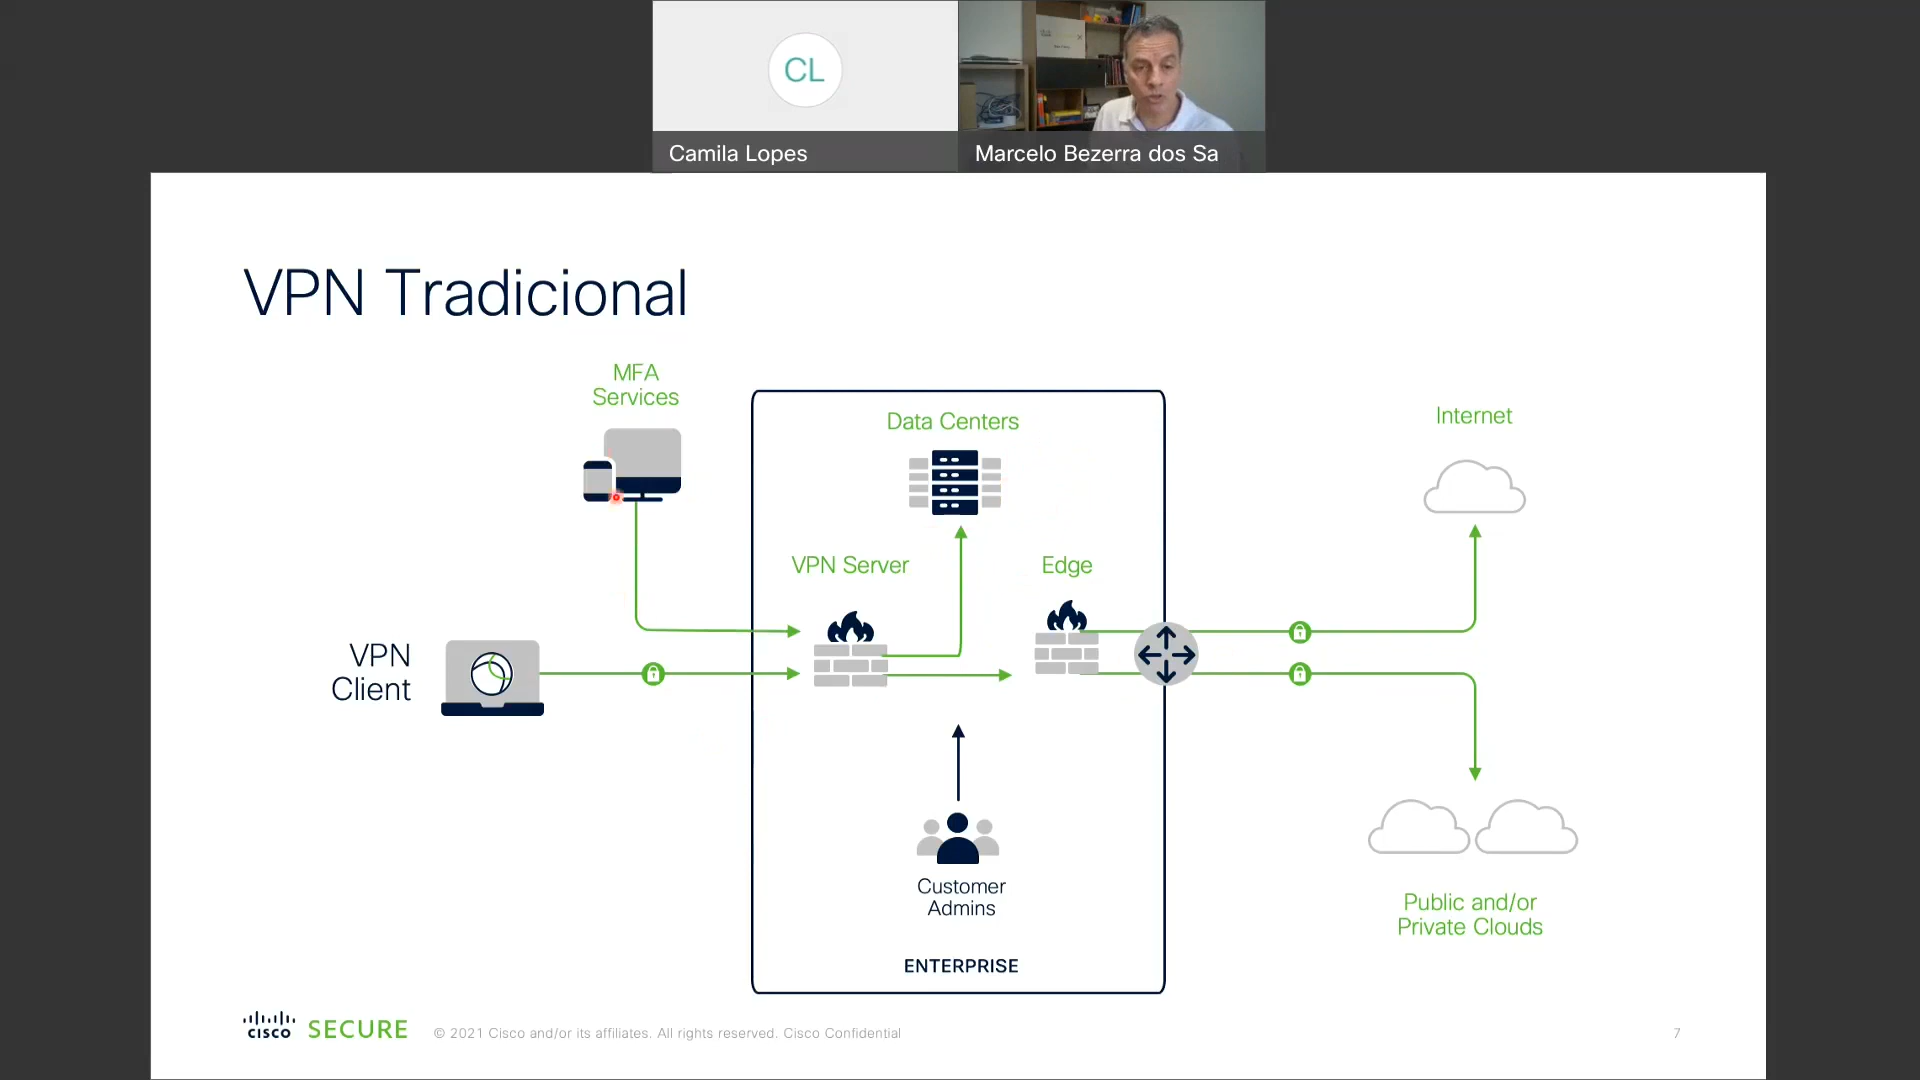 CL
Camila Lopes
Marcelo Bezerra dos Sa
VPN Tradicional
MFA
Services
Data Centers
Internet
VPN Server
Edge
VPN
Client
Customer
Admins
Public and/or
Private Clouds
ENTERPRISE
cisco SECURE
© 2021 Cisco and/or its affiliates. All rights reserved. Cisco Confidential
7